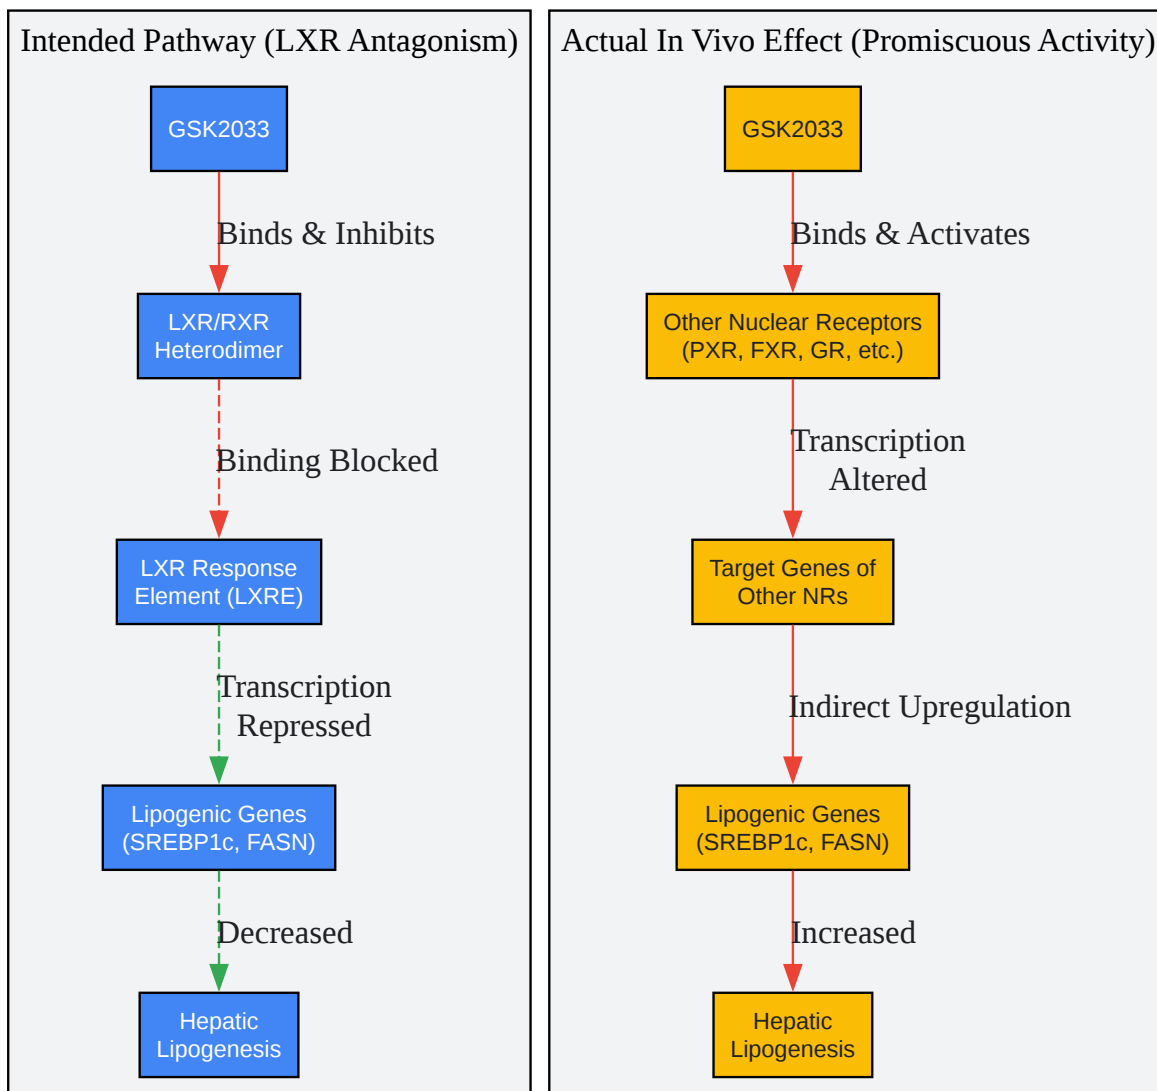 Intended Pathway (LXR Antagonism)
GSK2033
Binds & Inhibits
LXR/RXR
Heterodimer
Binding Blocked
LXR Response
Element (LXRE)
Transcription
Repressed
Lipogenic Genes
(SREBP1c, FASN)
Decreased
Hepatic
Lipogenesis
Actual In Vivo Effect (Promiscuous Activity)
GSK2033
Binds & Activates
Other Nuclear Receptors
(PXR, FXR, GR, etc.)
Transcription
Altered
Target Genes of
Other NRs
Indirect Upregulation
Lipogenic Genes
(SREBP1c, FASN)
Increased
Hepatic
Lipogenesis